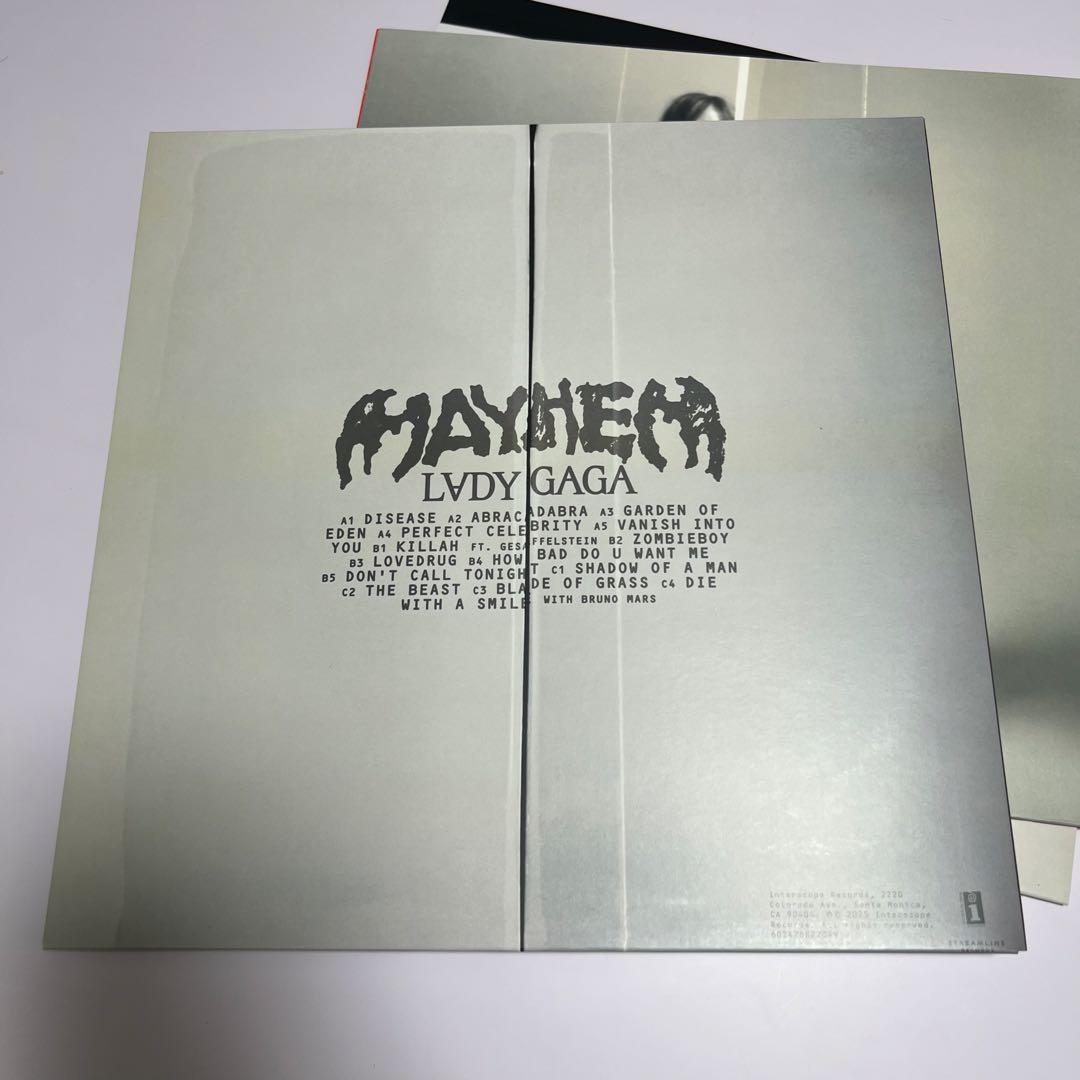 MAYHEM
L∀DY GAGA
A1 DISEASE A2 ABRACADABRA A3 GARDEN OF
EDEN A4 PERFECT CELEBRITY A5 VANISH INTO
YOU B1 KILLAH FT. GESAFFELSTEIN B2 ZOMBIEBOY
B3 LOVEDRUG B4 HOW BAD DO U WANT ME
B5 DON'T CALL TONIGHT C1 SHADOW OF A MAN
C2 THE BEAST C3 BLADE OF GRASS C4 DIE
WITH A SMILE WITH BRUNO MARS
Interscope Records, 2220
Colorado Ave., Santa Monica,
CA 90404. ℗© 2025 Interscope
Records. All rights reserved.
i
STREAMLINE
RECORDS